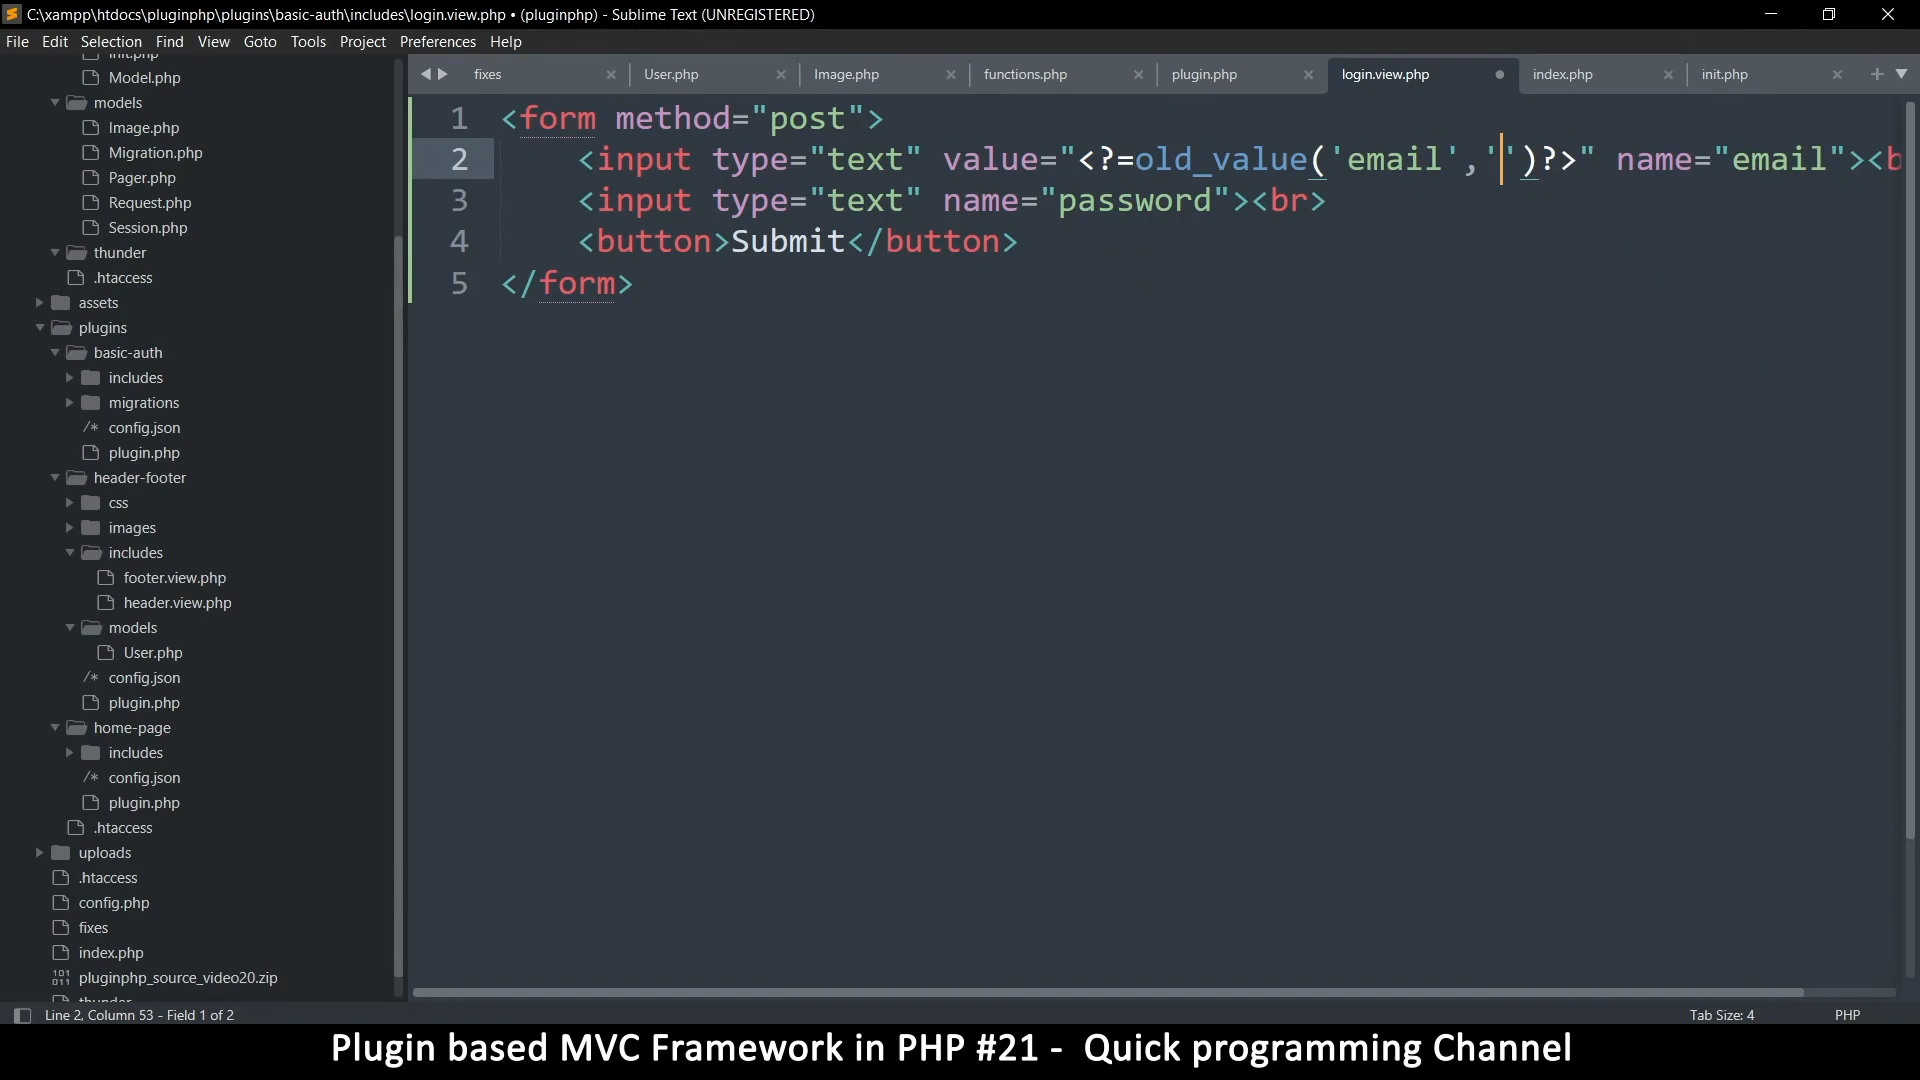 C:\xampp\htdocs\pluginphp\plugins\basic-auth\includes\login.view.php • (pluginphp) - Sublime Text (UNREGISTERED)
File Edit Selection Find View Goto Tools Project Preferences Help
fixes User.php Image.php functions.php plugin.php login.view.php index.php init.php
init.php
Model.php
models
Image.php
Migration.php
Pager.php
Request.php
Session.php
thunder
.htaccess
assets
plugins
basic-auth
includes
migrations
/* config.json
plugin.php
header-footer
css
images
includes
footer.view.php
header.view.php
models
User.php
/* config.json
plugin.php
home-page
includes
/* config.json
plugin.php
.htaccess
uploads
.htaccess
config.php
fixes
index.php
pluginphp_source_video20.zip
thunder
1 <form method="post">
2 <input type="text" value="<?=old_value('email','')?>" name="email"><b
3 <input type="text" name="password"><br>
4 <button>Submit</button>
5 </form>
Line 2, Column 53 - Field 1 of 2
Tab Size: 4
PHP
Plugin based MVC Framework in PHP #21 - Quick programming Channel